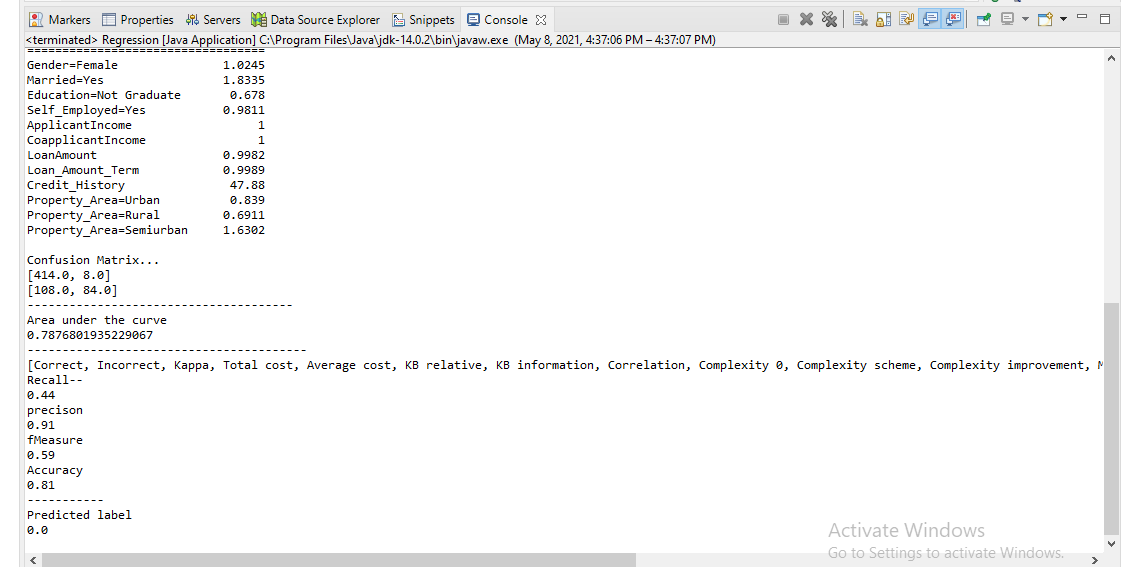 Markers Properties Servers Data Source Explorer Snippets Console
<terminated> Regression [Java Application] C:\Program Files\Java\jdk-14.0.2\bin\javaw.exe (May 8, 2021, 4:37:06 PM – 4:37:07 PM)
==================================
Gender=Female 1.0245
Married=Yes 1.8335
Education=Not Graduate 0.678
Self_Employed=Yes 0.9811
ApplicantIncome 1
CoapplicantIncome 1
LoanAmount 0.9982
Loan_Amount_Term 0.9989
Credit_History 47.88
Property_Area=Urban 0.839
Property_Area=Rural 0.6911
Property_Area=Semiurban 1.6302
Confusion Matrix...
[414.0, 8.0]
[108.0, 84.0]
--------------------------------------
Area under the curve
0.7876801935229067
----------------------------------------
[Correct, Incorrect, Kappa, Total cost, Average cost, KB relative, KB information, Correlation, Complexity 0, Complexity scheme, Complexity improvement,
Recall--
0.44
precison
0.91
fMeasure
0.59
Accuracy
0.81
-----------
Predicted label
0.0
Activate Windows
Go to Settings to activate Windows.